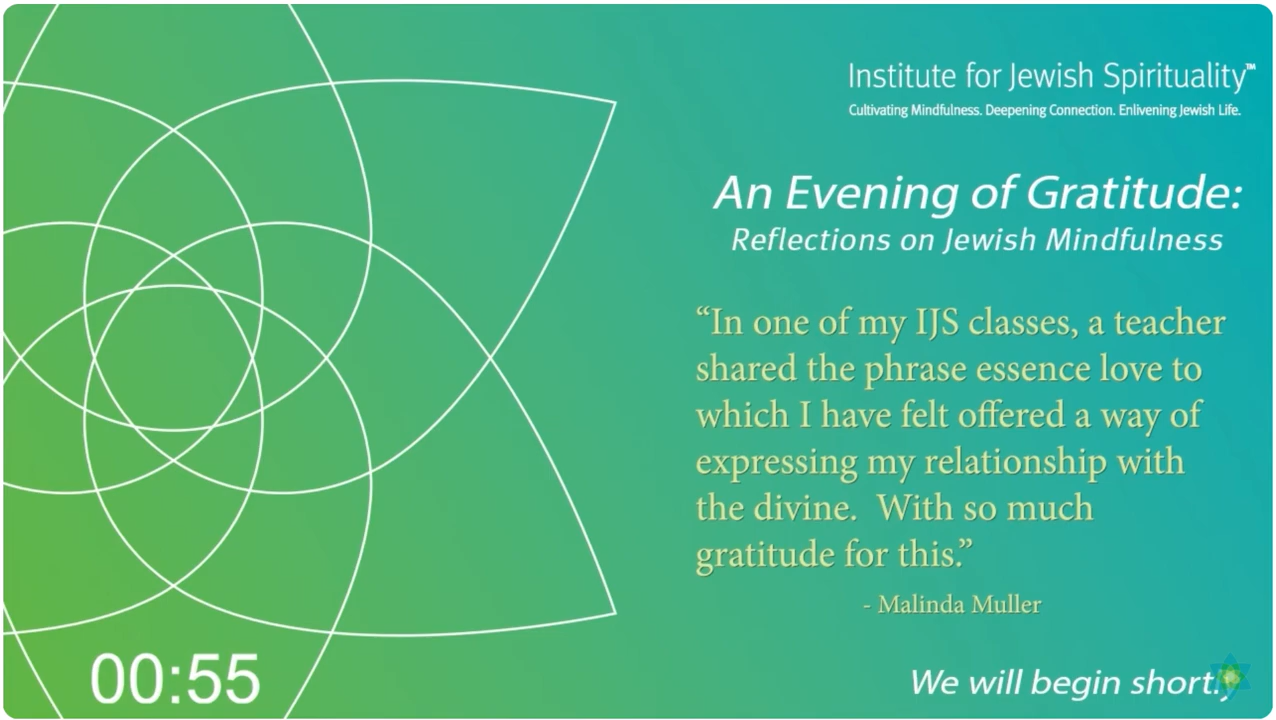 Institute for Jewish Spirituality™
Cultivating Mindfulness. Deepening Connection. Enlivening Jewish Life.
An Evening of Gratitude:
Reflections on Jewish Mindfulness
“In one of my IJS classes, a teacher
shared the phrase essence love to
which I have felt offered a way of
expressing my relationship with
the divine.  With so much
gratitude for this.”
- Malinda Muller
00:55
We will begin shortly